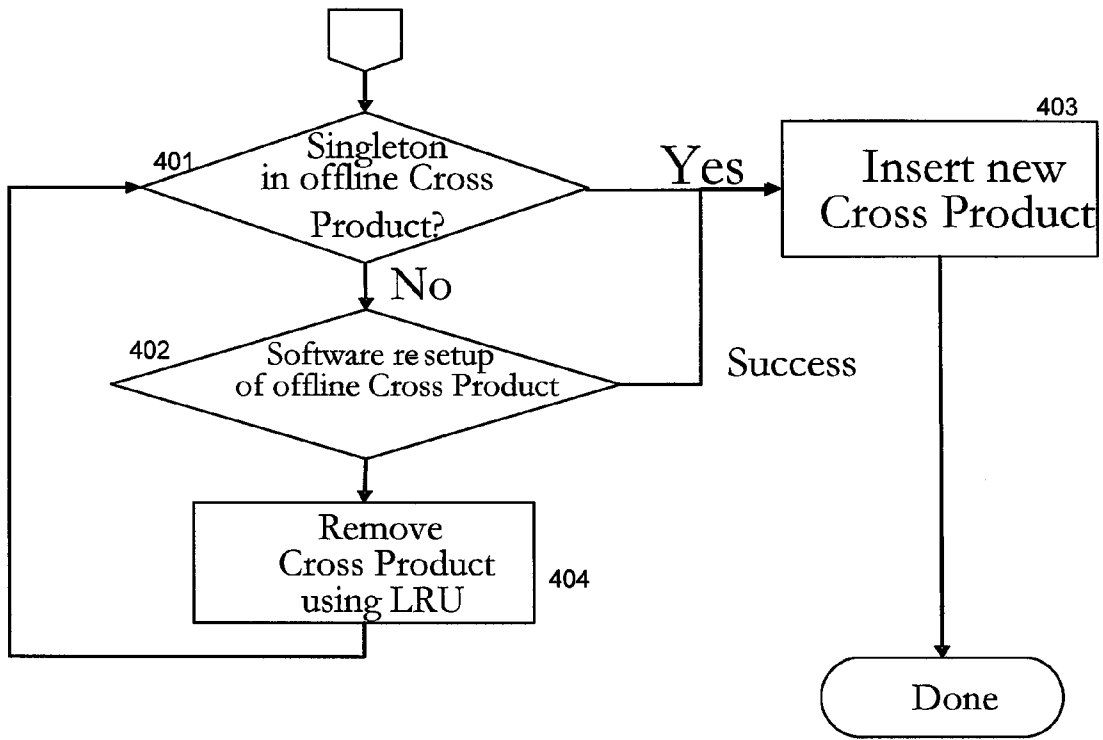 401
Singleton
in offline Cross
Product?
Yes
403
Insert new
Cross Product
No
402
Software re setup
of offline Cross Product
Success
Remove
Cross Product
using LRU
404
Done